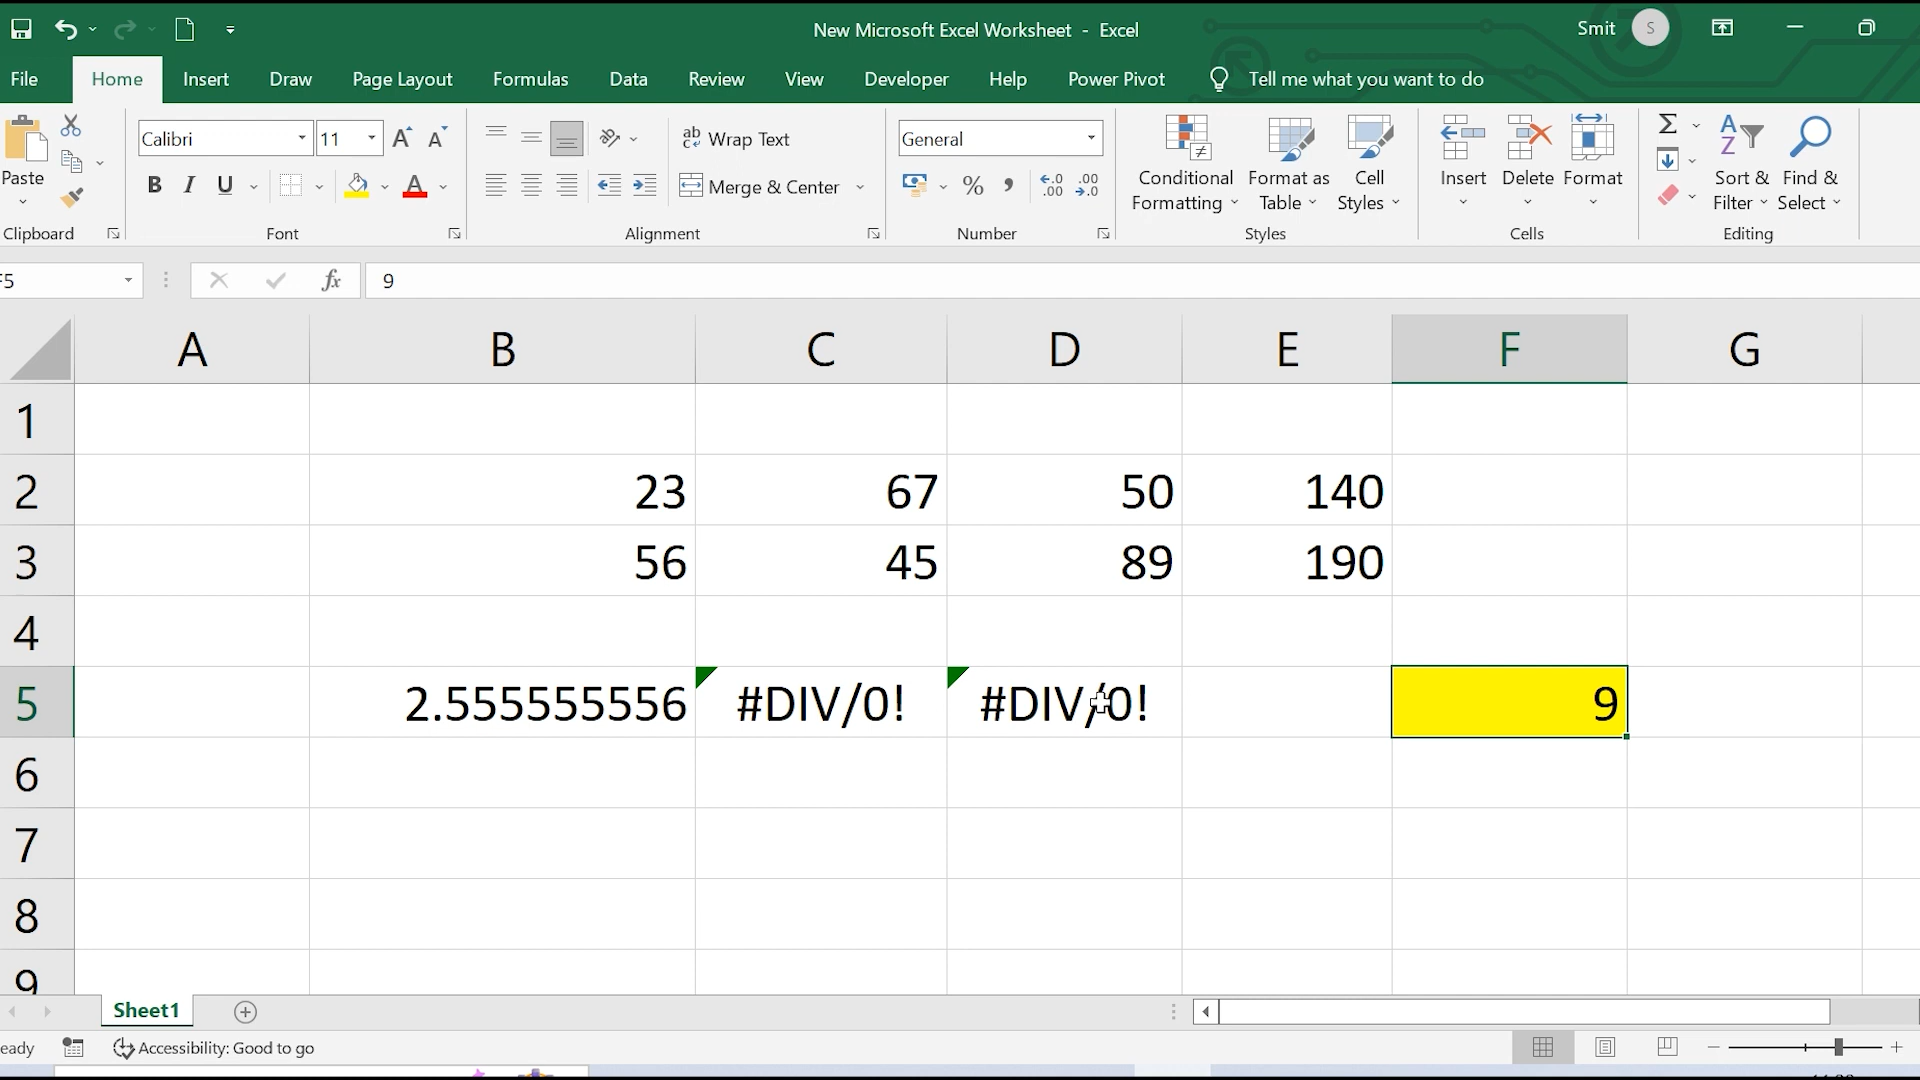 New Microsoft Excel Worksheet - Excel
Smit S
File Home Insert Draw Page Layout Formulas Data Review View Developer Help Power Pivot Tell me what you want to do
Calibri 11 A A ab Wrap Text General
Paste B I U A Merge & Center % Conditional Formatting Format as Table Cell Styles Insert Delete Format Sort & Filter Find & Select
Clipboard Font Alignment Number Styles Cells Editing
F5 fx 9
A B C D E F G
1
2 23 67 50 140
3 56 45 89 190
4
5 2.555555556 #DIV/0! #DIV/0! 9
6
7
8
9
Sheet1
eady Accessibility: Good to go